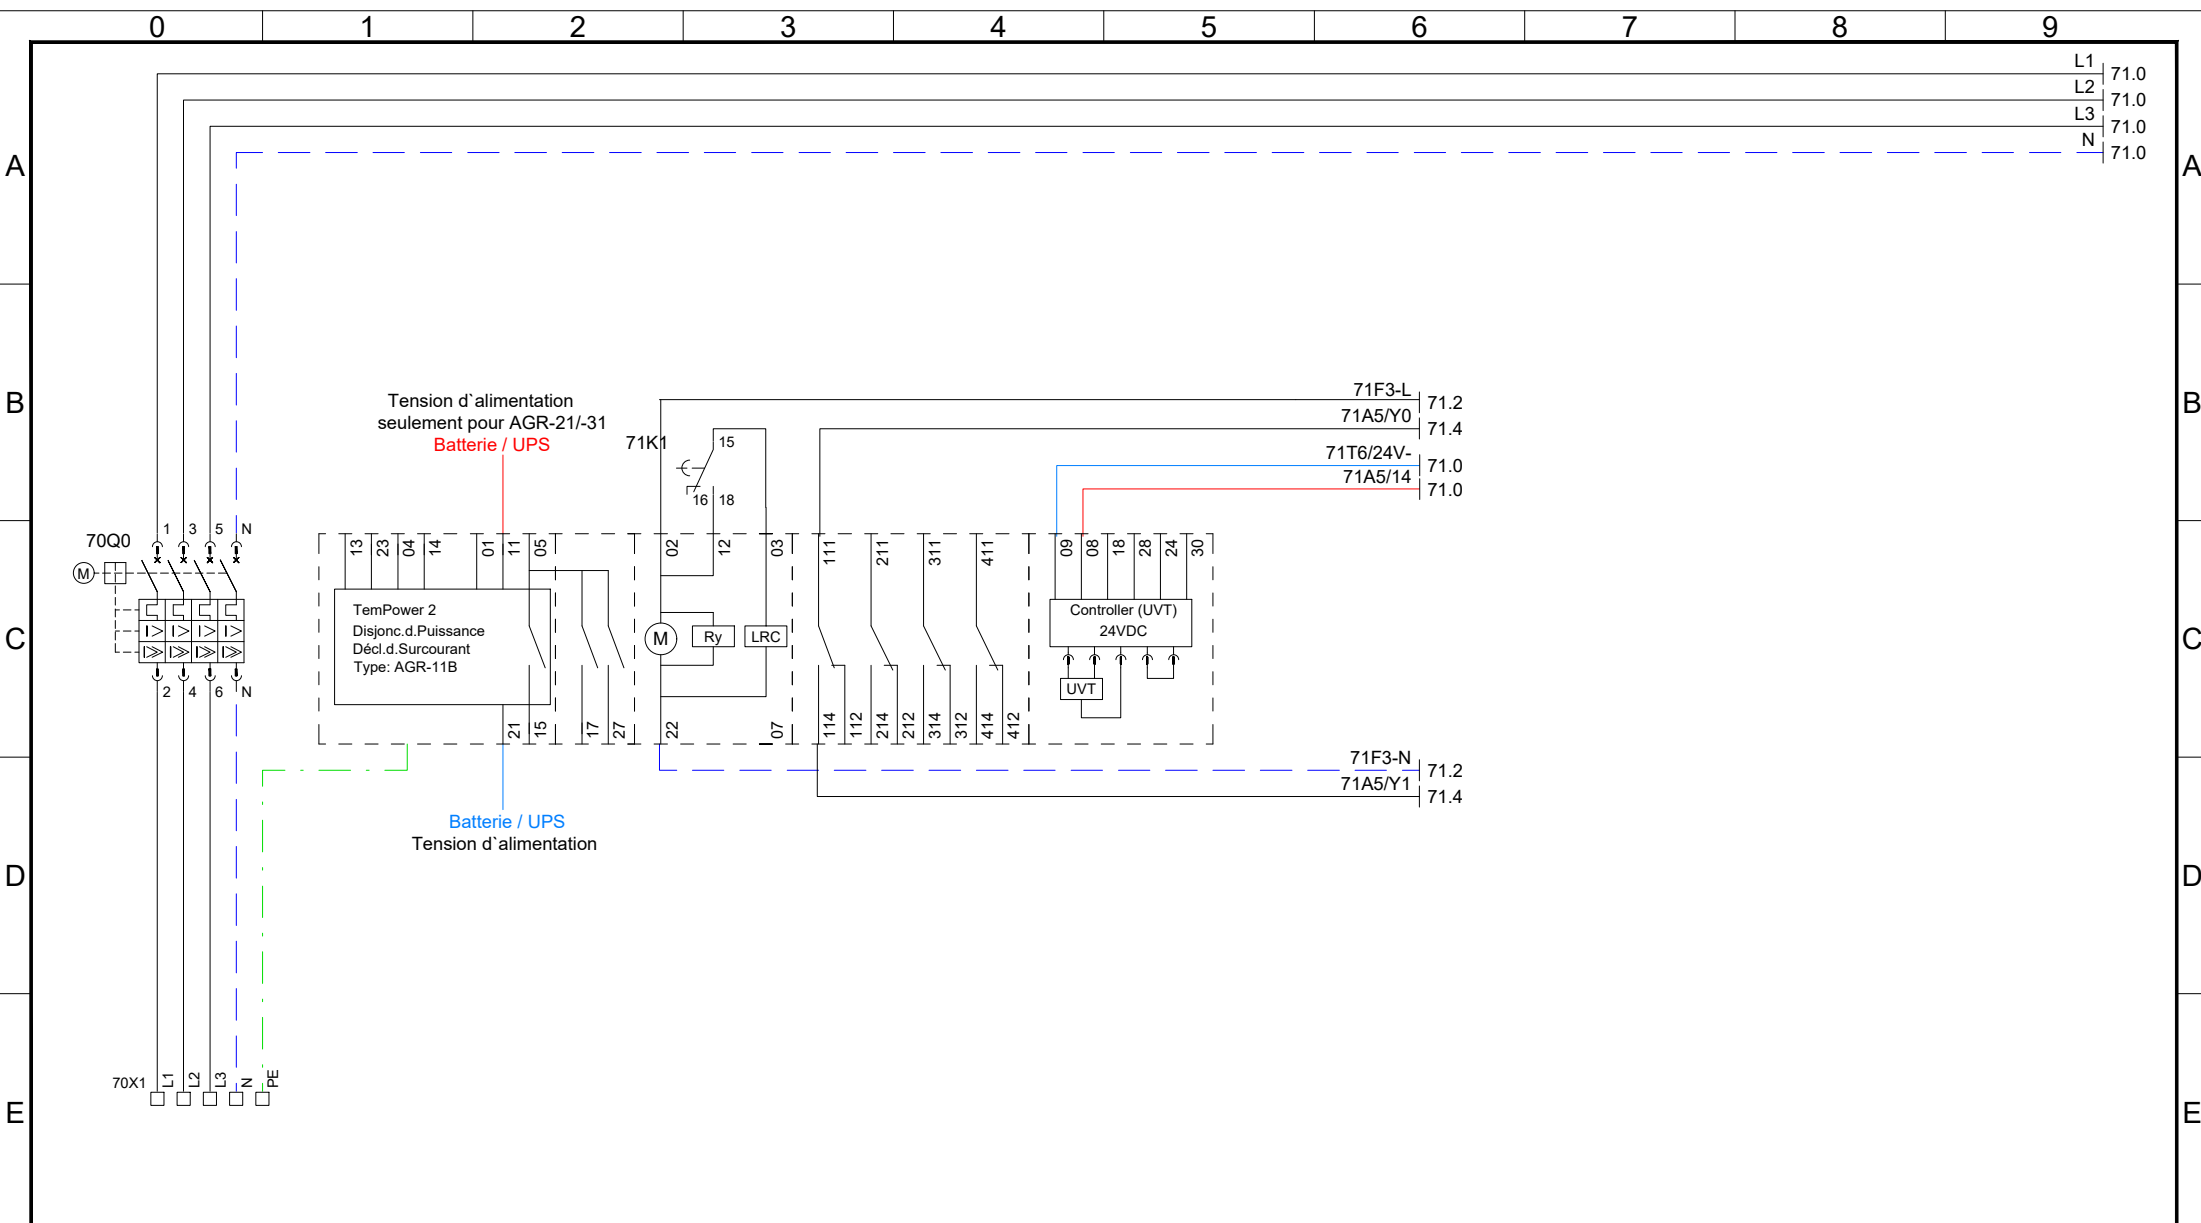 0 1 2 3 4 5 6 7 8 9
L1 71.0
L2 71.0
L3 71.0
N 71.0
A A
B B
Tension d`alimentation
seulement pour AGR-21/-31
Batterie / UPS
71K1
15
16 18
71F3-L 71.2
71A5/Y0 71.4
71T6/24V- 71.0
71A5/14 71.0
70Q0
1 3 5 N
M
I> I> I> I>
I≫ I≫ I≫ I≫
2 4 6 N
13 23 04 14 01 11 05 02 12 03 111 211 311 411 09 08 18 28 24 30
C C
TemPower 2
Disjonc.d.Puissance
Décl.d.Surcourant
Type: AGR-11B
M Ry LRC
Controller (UVT)
24VDC
UVT
21 15 17 27 22 07 114 112 214 212 314 312 414 412
71F3-N 71.2
71A5/Y1 71.4
Batterie / UPS
Tension d`alimentation
D D
70X1 L1 L2 L3 N PE
E E